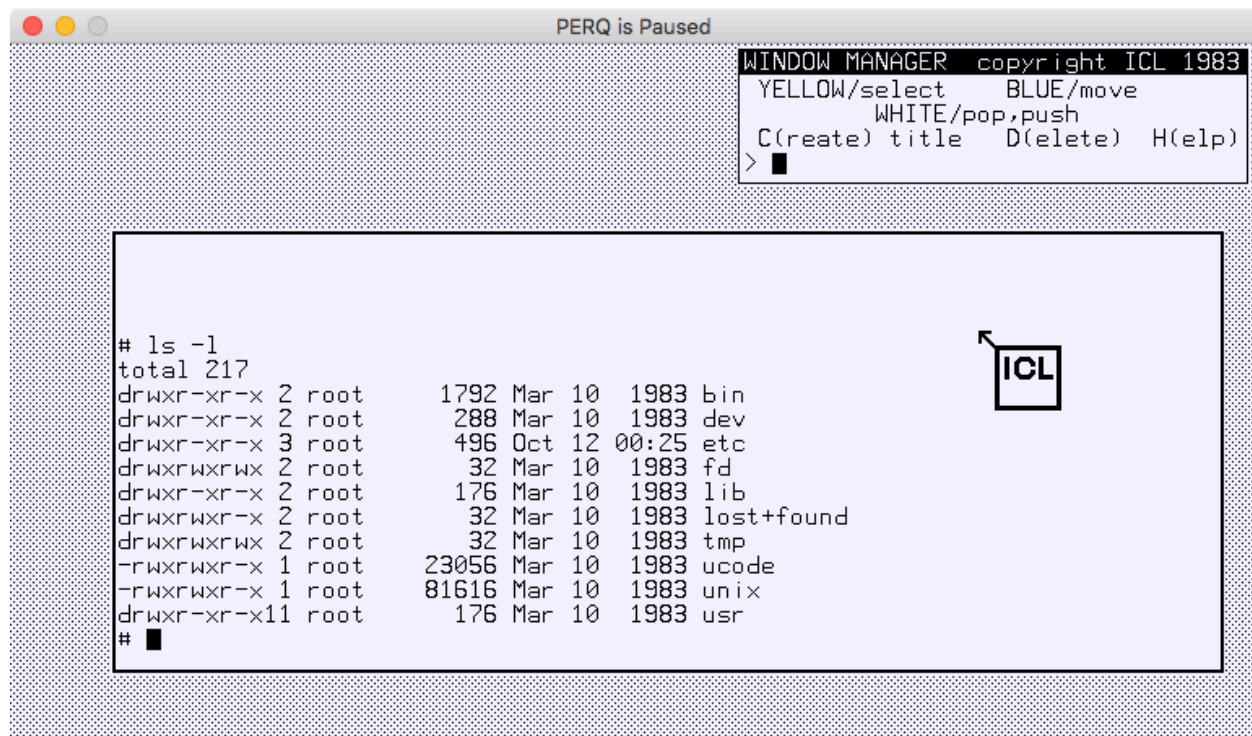 PERQ is Paused
WINDOW MANAGER  copyright ICL 1983
YELLOW/select    BLUE/move
WHITE/pop,push
C(reate) title   D(elete)  H(elp)
>
# ls -l
total 217
drwxr-xr-x 2 root     1792 Mar 10  1983 bin
drwxr-xr-x 2 root      288 Mar 10  1983 dev
drwxr-xr-x 3 root      496 Oct 12 00:25 etc
drwxrwxrwx 2 root       32 Mar 10  1983 fd
drwxr-xr-x 2 root      176 Mar 10  1983 lib
drwxrwxr-x 2 root       32 Mar 10  1983 lost+found
drwxrwxrwx 2 root       32 Mar 10  1983 tmp
-rwxrwxr-x 1 root    23056 Mar 10  1983 ucode
-rwxrwxr-x 1 root    81616 Mar 10  1983 unix
drwxr-xr-x11 root      176 Mar 10  1983 usr
#
ICL